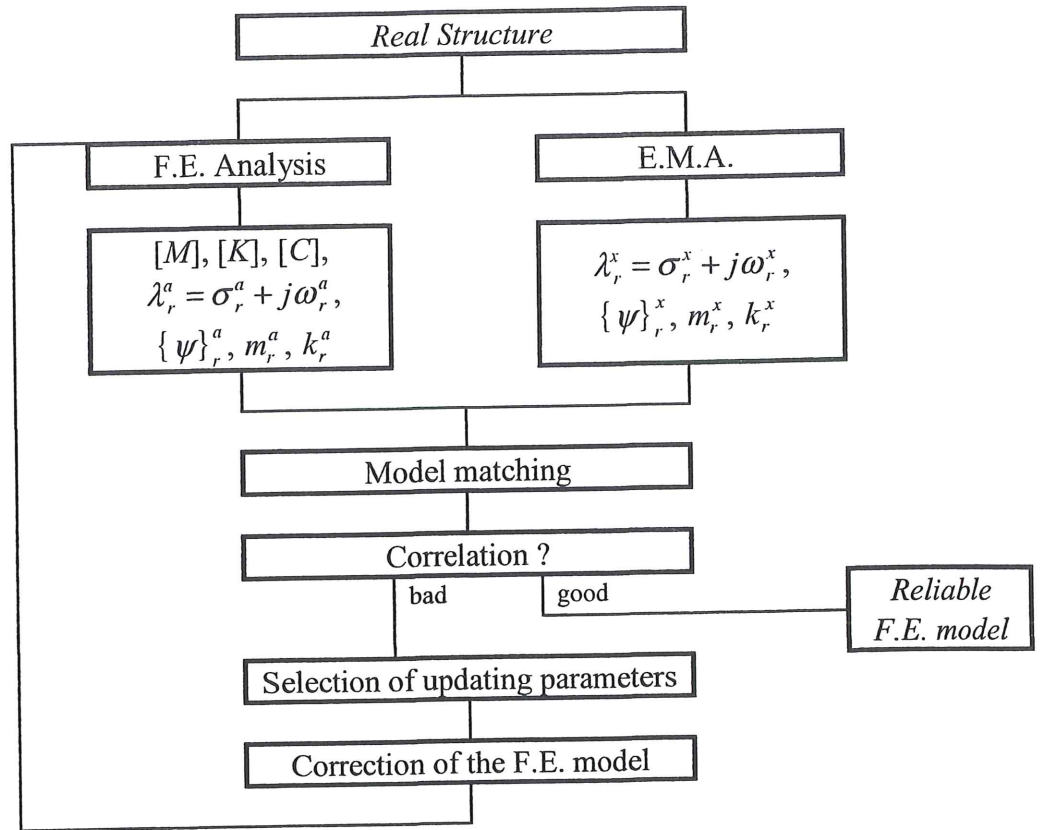 Real Structure
F.E. Analysis
E.M.A.
[M], [K], [C],
λ_r^a = σ_r^a + jω_r^a,
{ψ}_r^a, m_r^a, k_r^a
λ_r^x = σ_r^x + jω_r^x,
{ψ}_r^x, m_r^x, k_r^x
Model matching
Correlation ?
bad
good
Reliable
F.E. model
Selection of updating parameters
Correction of the F.E. model